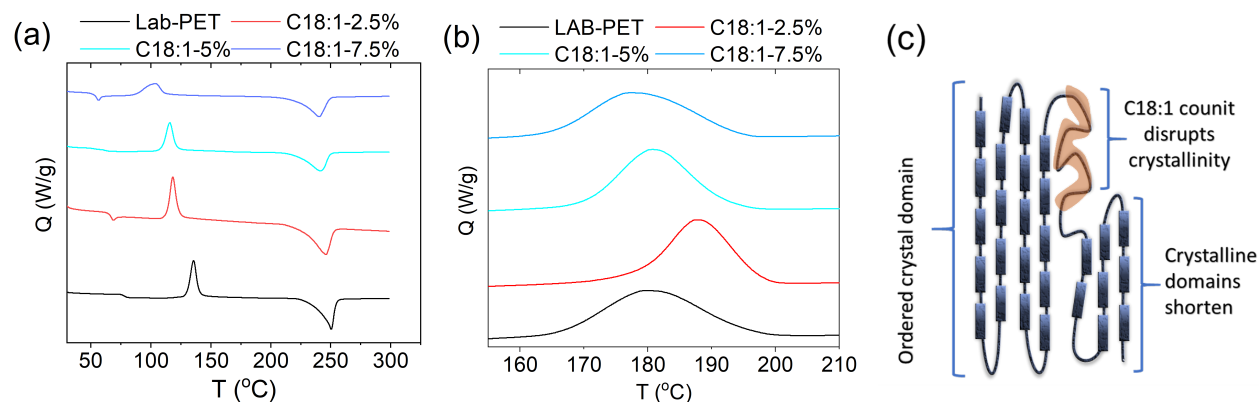 (a)
Lab-PET
C18:1-2.5%
C18:1-5%
C18:1-7.5%
Q (W/g)
50
100
150
200
250
300
T (°C)
(b)
LAB-PET
C18:1-2.5%
C18:1-5%
C18:1-7.5%
Q (W/g)
160
170
180
190
200
210
T (°C)
(c)
Ordered crystal domain
C18:1 counit
disrupts
crystallinity
Crystalline
domains
shorten